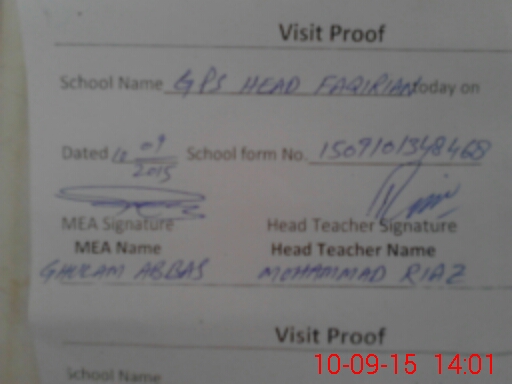 Visit Proof
School Name GPS HEAD FAQIRIAN today on
Dated 09 2015 School form No. 1509101348468
MEA Signature Head Teacher Signature
MEA Name Head Teacher Name
GHULAM ABBAS MOHAMMAD RIAZ
Visit Proof
School Name
10-09-15 14:01